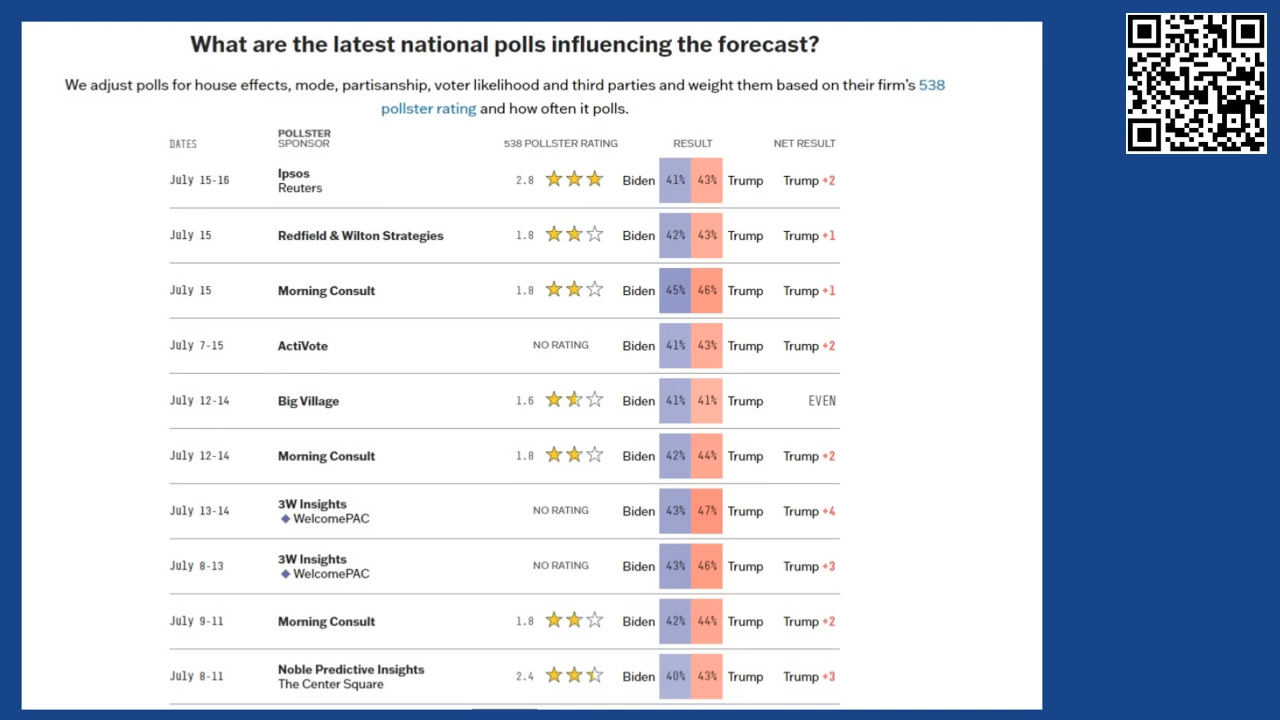 What are the latest national polls influencing the forecast?
We adjust polls for house effects, mode, partisanship, voter likelihood and third parties and weight them based on their firm's 538
pollster rating and how often it polls.
DATES POLLSTER SPONSOR 538 POLLSTER RATING RESULT NET RESULT
July 15-16 Ipsos Reuters 2.8 Biden 41% 43% Trump Trump +2
July 15 Redfield & Wilton Strategies 1.8 Biden 42% 43% Trump Trump +1
July 15 Morning Consult 1.8 Biden 45% 46% Trump Trump +1
July 7-15 ActiVote NO RATING Biden 41% 43% Trump Trump +2
July 12-14 Big Village 1.6 Biden 41% 41% Trump EVEN
July 12-14 Morning Consult 1.8 Biden 42% 44% Trump Trump +2
July 13-14 3W Insights WelcomePAC NO RATING Biden 43% 47% Trump Trump +4
July 8-13 3W Insights WelcomePAC NO RATING Biden 43% 46% Trump Trump +3
July 9-11 Morning Consult 1.8 Biden 42% 44% Trump Trump +2
July 8-11 Noble Predictive Insights The Center Square 2.4 Biden 40% 43% Trump Trump +3